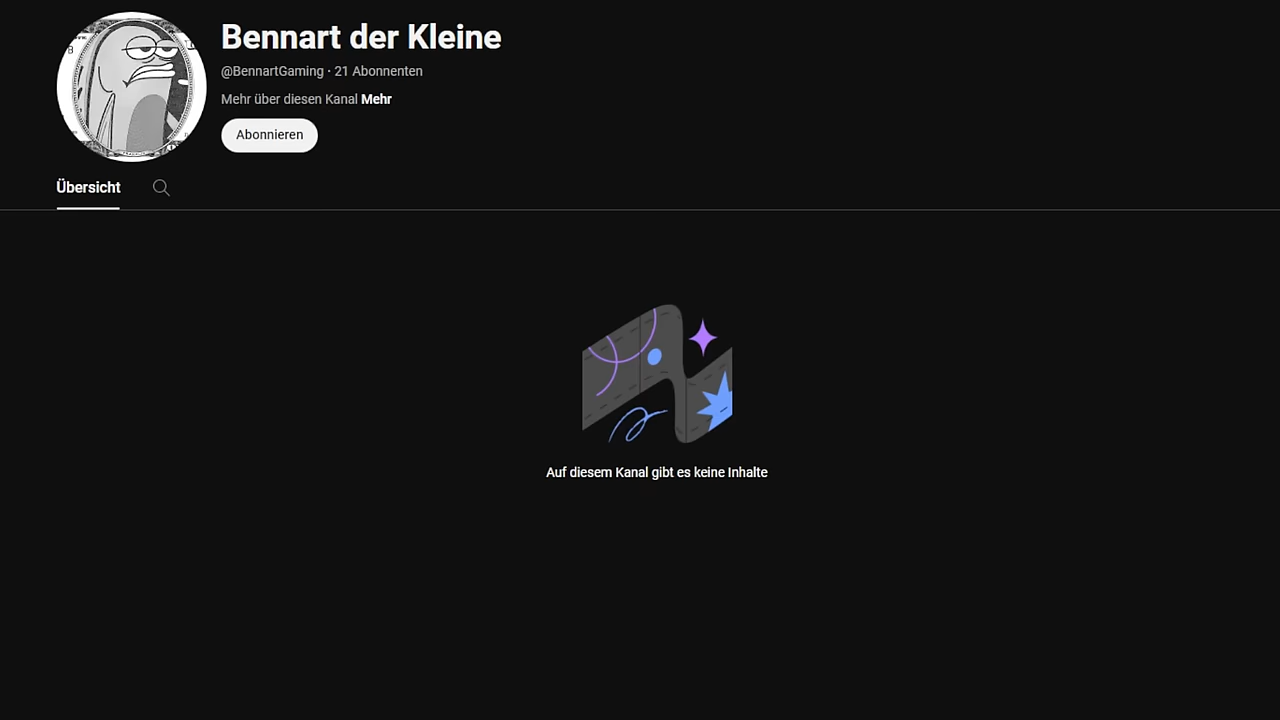 Bennart der Kleine
@BennartGaming · 21 Abonnenten
Mehr über diesen Kanal Mehr
Abonnieren
Übersicht
Auf diesem Kanal gibt es keine Inhalte